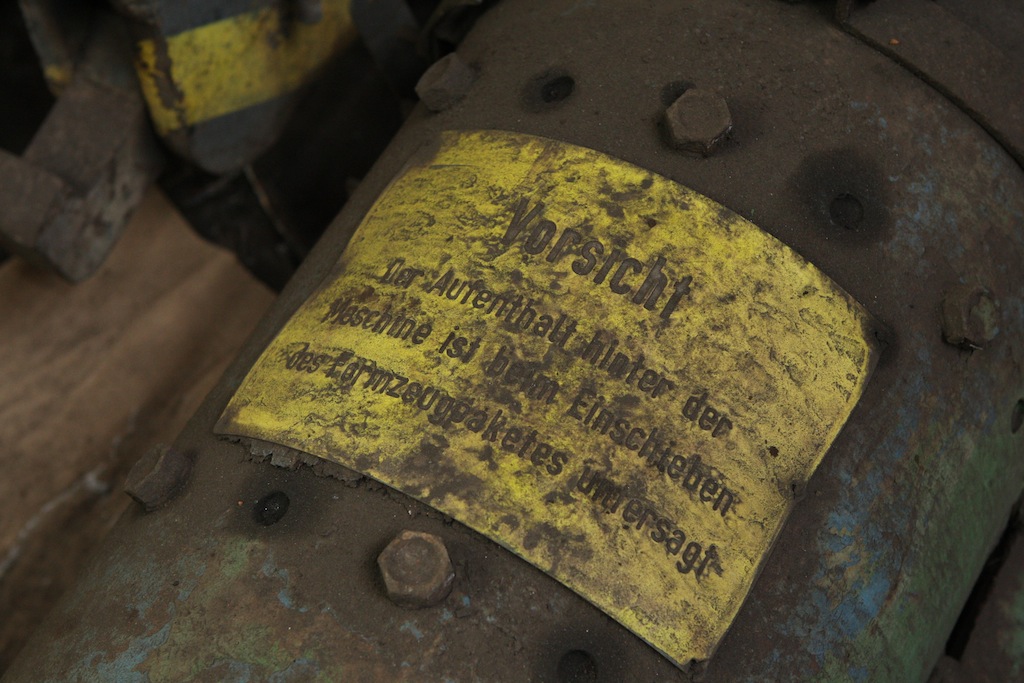 Vorsicht
Der Aufenthalt hinter der
Maschine ist beim Einschieben
des Formzeugpaketes untersagt